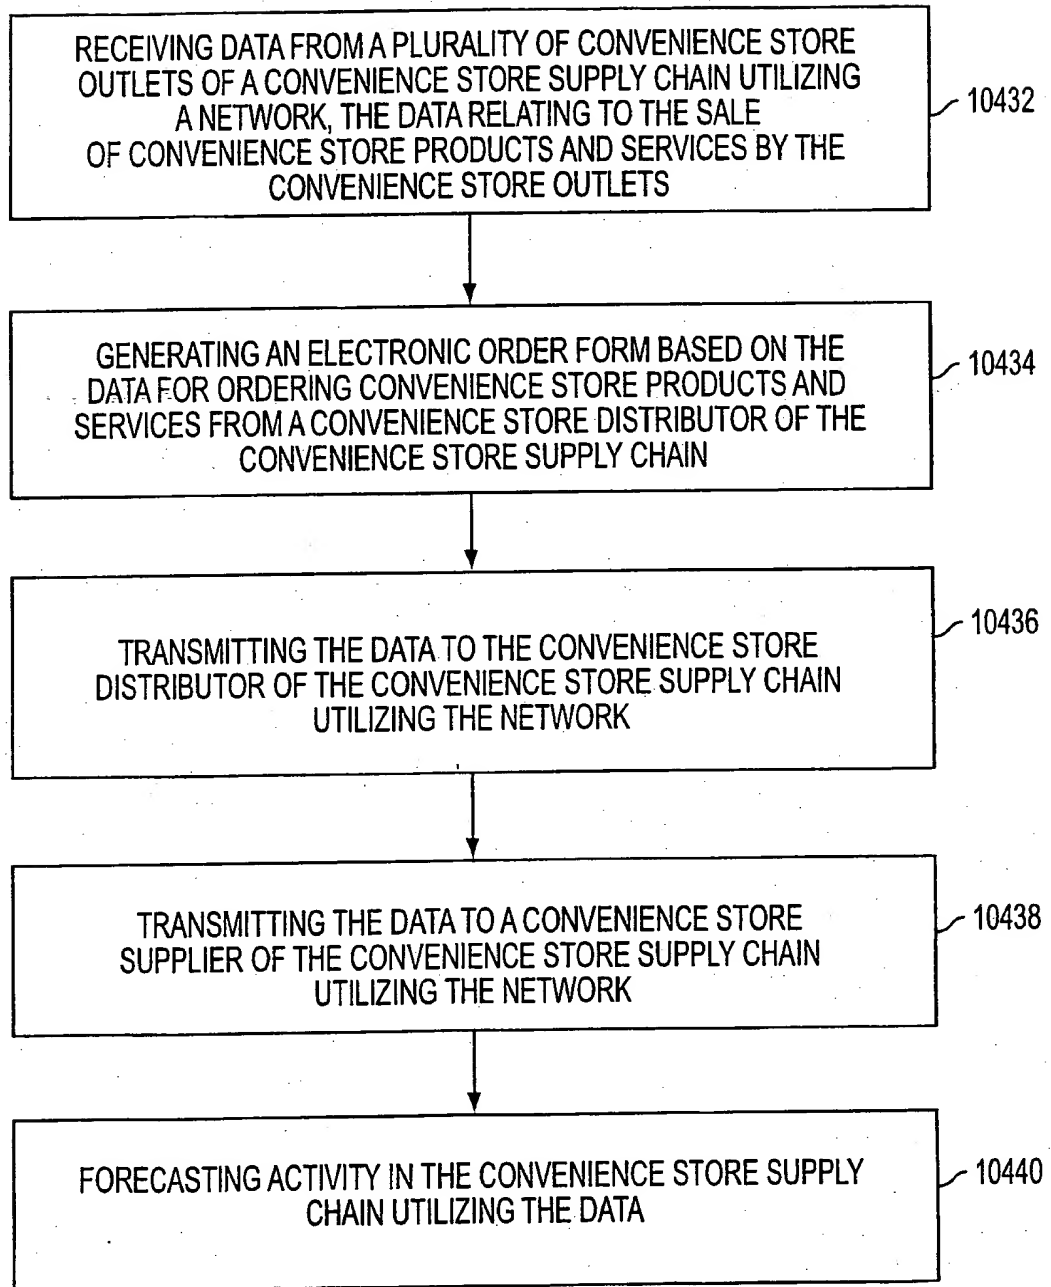 RECEIVING DATA FROM A PLURALITY OF CONVENIENCE STORE
OUTLETS OF A CONVENIENCE STORE SUPPLY CHAIN UTILIZING
A NETWORK, THE DATA RELATING TO THE SALE
OF CONVENIENCE STORE PRODUCTS AND SERVICES BY THE
CONVENIENCE STORE OUTLETS
10432
GENERATING AN ELECTRONIC ORDER FORM BASED ON THE
DATA FOR ORDERING CONVENIENCE STORE PRODUCTS AND
SERVICES FROM A CONVENIENCE STORE DISTRIBUTOR OF THE
CONVENIENCE STORE SUPPLY CHAIN
10434
TRANSMITTING THE DATA TO THE CONVENIENCE STORE
DISTRIBUTOR OF THE CONVENIENCE STORE SUPPLY CHAIN
UTILIZING THE NETWORK
10436
TRANSMITTING THE DATA TO A CONVENIENCE STORE
SUPPLIER OF THE CONVENIENCE STORE SUPPLY CHAIN
UTILIZING THE NETWORK
10438
FORECASTING ACTIVITY IN THE CONVENIENCE STORE SUPPLY
CHAIN UTILIZING THE DATA
10440